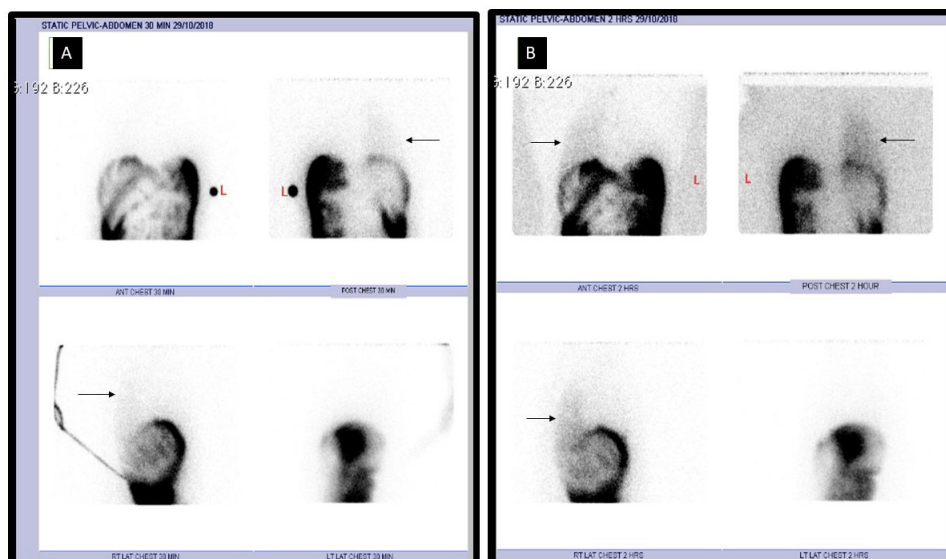 STATIC PELVIC-ABDOMEN 30 MIN 29/10/2018
A
:192 B:226
L
L
ANT CHEST 30 MIN
POST CHEST 30 MIN
RT LAT CHEST 30 MIN
LT LAT CHEST 30 MIN
STATIC PELVIC-ABDOMEN 2 HRS 29/10/2018
B
:192 B:226
L
L
ANT CHEST 2 HRS
POST CHEST 2 HOUR
RT LAT CHEST 2 HRS
LT LAT CHEST 2 HRS